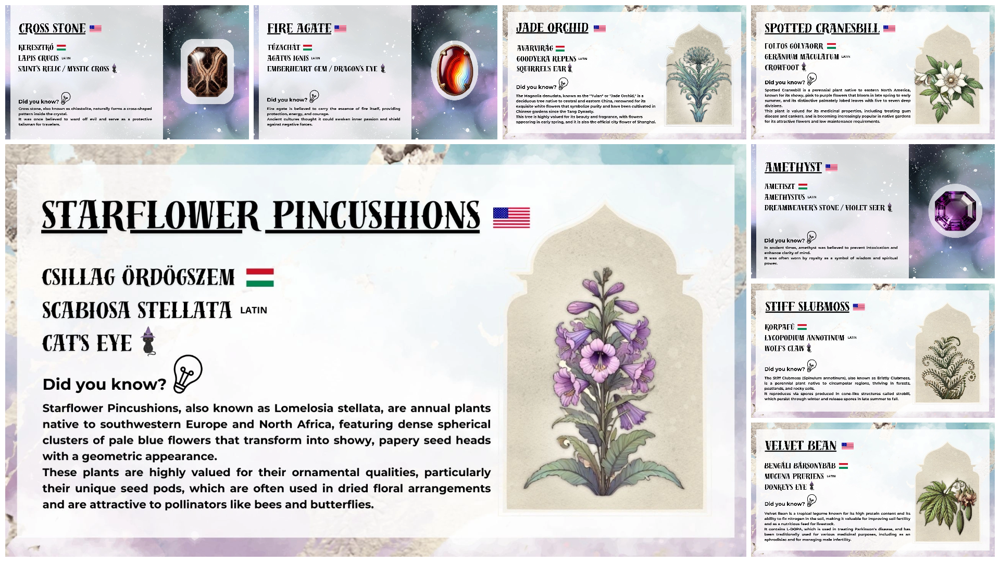 CROSS STONE
KERESZTKŐ
LAPIS CRUCIS LATIN
SAINT'S RELIC / MYSTIC CROSS
Did you know?
Cross stone, also known as chiastolite, naturally forms a cross-shaped
pattern inside the crystal.
It was once believed to ward off evil and serve as a protective
talisman for travelers.
FIRE AGATE
TŰZACHÁT
AGATUS IGNIS LATIN
EMBERHEART GEM / DRAGON'S EYE
Did you know?
Fire agate is believed to carry the essence of fire itself, providing
protection, energy, and courage.
Ancient cultures thought it could awaken inner passion and shield
against negative forces.
JADE ORCHID
AVARVIRÁG
GOODYERA REPENS LATIN
SQUIRREL'S EAR
Did you know?
The Magnolia denudata, known as the "Yulan" or "Jade Orchid," is a
deciduous tree native to central and eastern China, renowned for its
exquisite white flowers that symbolize purity and have been cultivated in
Chinese gardens since the Tang Dynasty.
This tree is highly valued for its beauty and fragrance, with flowers
appearing in early spring, and it is also the official city flower of Shanghai.
SPOTTED CRANESBILL
FOLTOS GÓLYAORR
GERANIUM MACULATUM LATIN
CROWFOOT
Did you know?
Spotted Cranesbill is a perennial plant native to eastern North America,
known for its showy, pink to purple flowers that bloom in late spring to early
summer, and its distinctive palmately lobed leaves with five to seven deep
divisions.
This plant is valued for its medicinal properties, including treating gum
disease and cankers, and is becoming increasingly popular in native gardens
for its attractive flowers and low maintenance requirements.
STARFLOWER PINCUSHIONS
CSILLAG ÖRDÖGSZEM
SCABIOSA STELLATA LATIN
CAT'S EYE
Did you know?
Starflower Pincushions, also known as Lomelosia stellata, are annual plants
native to southwestern Europe and North Africa, featuring dense spherical
clusters of pale blue flowers that transform into showy, papery seed heads
with a geometric appearance.
These plants are highly valued for their ornamental qualities, particularly
their unique seed pods, which are often used in dried floral arrangements
and are attractive to pollinators like bees and butterflies.
AMETHYST
AMETISZT
AMETHYSTUS LATIN
DREAMWEAVER'S STONE / VIOLET SEER
Did you know?
In ancient times, amethyst was believed to prevent intoxication and
enhance clarity of mind.
It was often worn by royalty as a symbol of wisdom and spiritual
power.
STIFF SLUBMOSS
KORPAFŰ
LYCOPODIUM ANNOTINUM LATIN
WOLF'S CLAW
Did you know?
The Stiff Clubmoss (Spinulum annotinum), also known as Bristly Clubmoss,
is a perennial plant native to circumpolar regions, thriving in forests,
peatlands, and rocky soils.
It reproduces via spores produced in cone-like structures called strobili,
which persist through winter and release spores in late summer to fall.
VELVET BEAN
BENGÁLI BÁRSONYBAB
MUCUNA PRURIENS LATIN
DONKEY'S EYE
Did you know?
Velvet Bean is a tropical legume known for its high protein content and its
ability to fix nitrogen in the soil, making it valuable for improving soil fertility
and as a nutritious feed for livestock.
It contains L-DOPA, which is used in treating Parkinson's disease, and has
been traditionally used for various medicinal purposes, including as an
aphrodisiac and for managing male infertility.